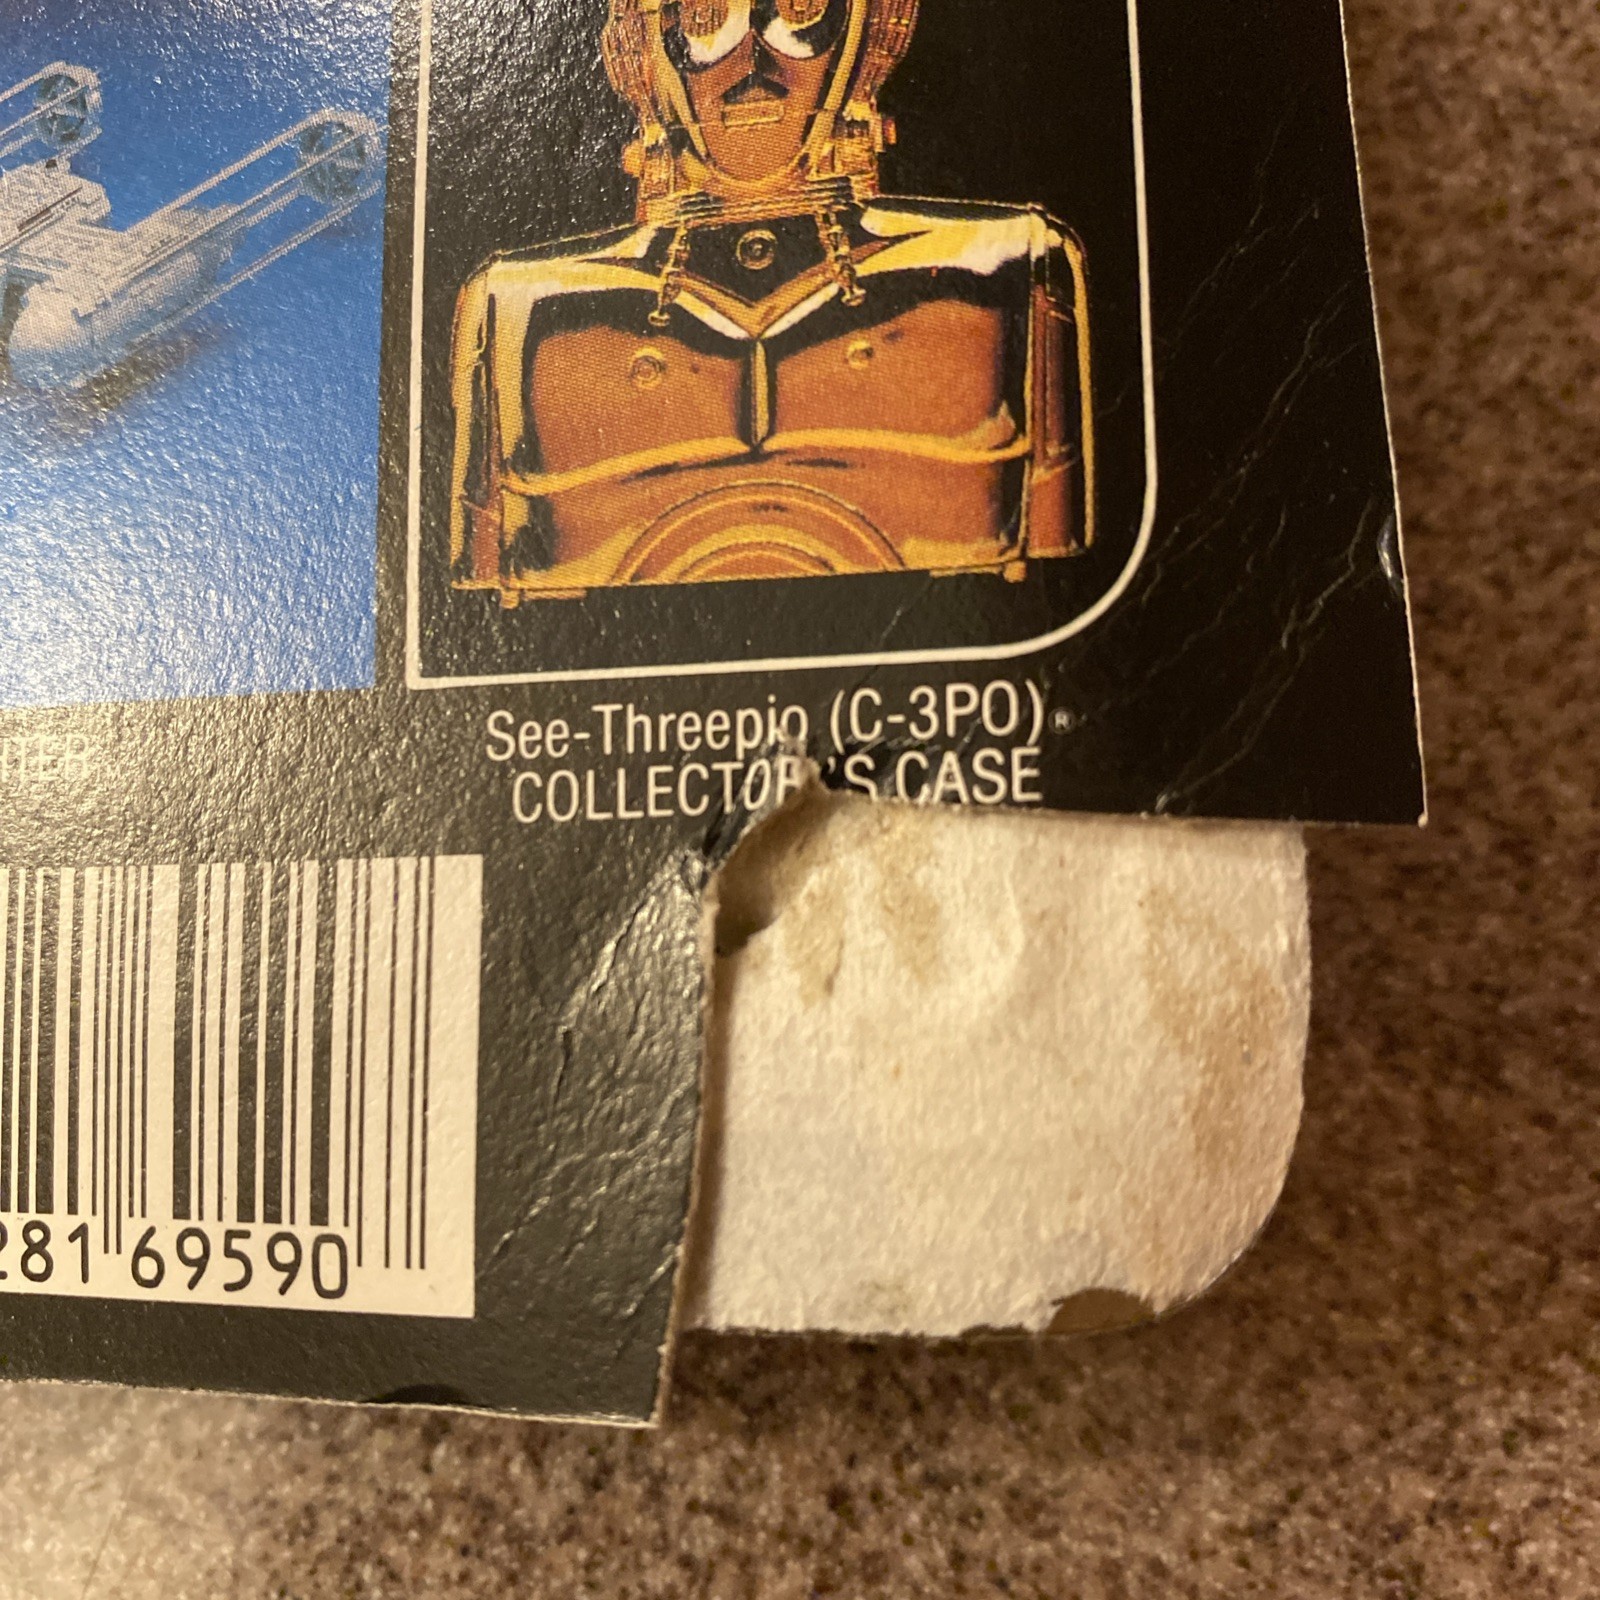 See-Threepio (C-3PO)®
COLLECTOR'S CASE
281 69590